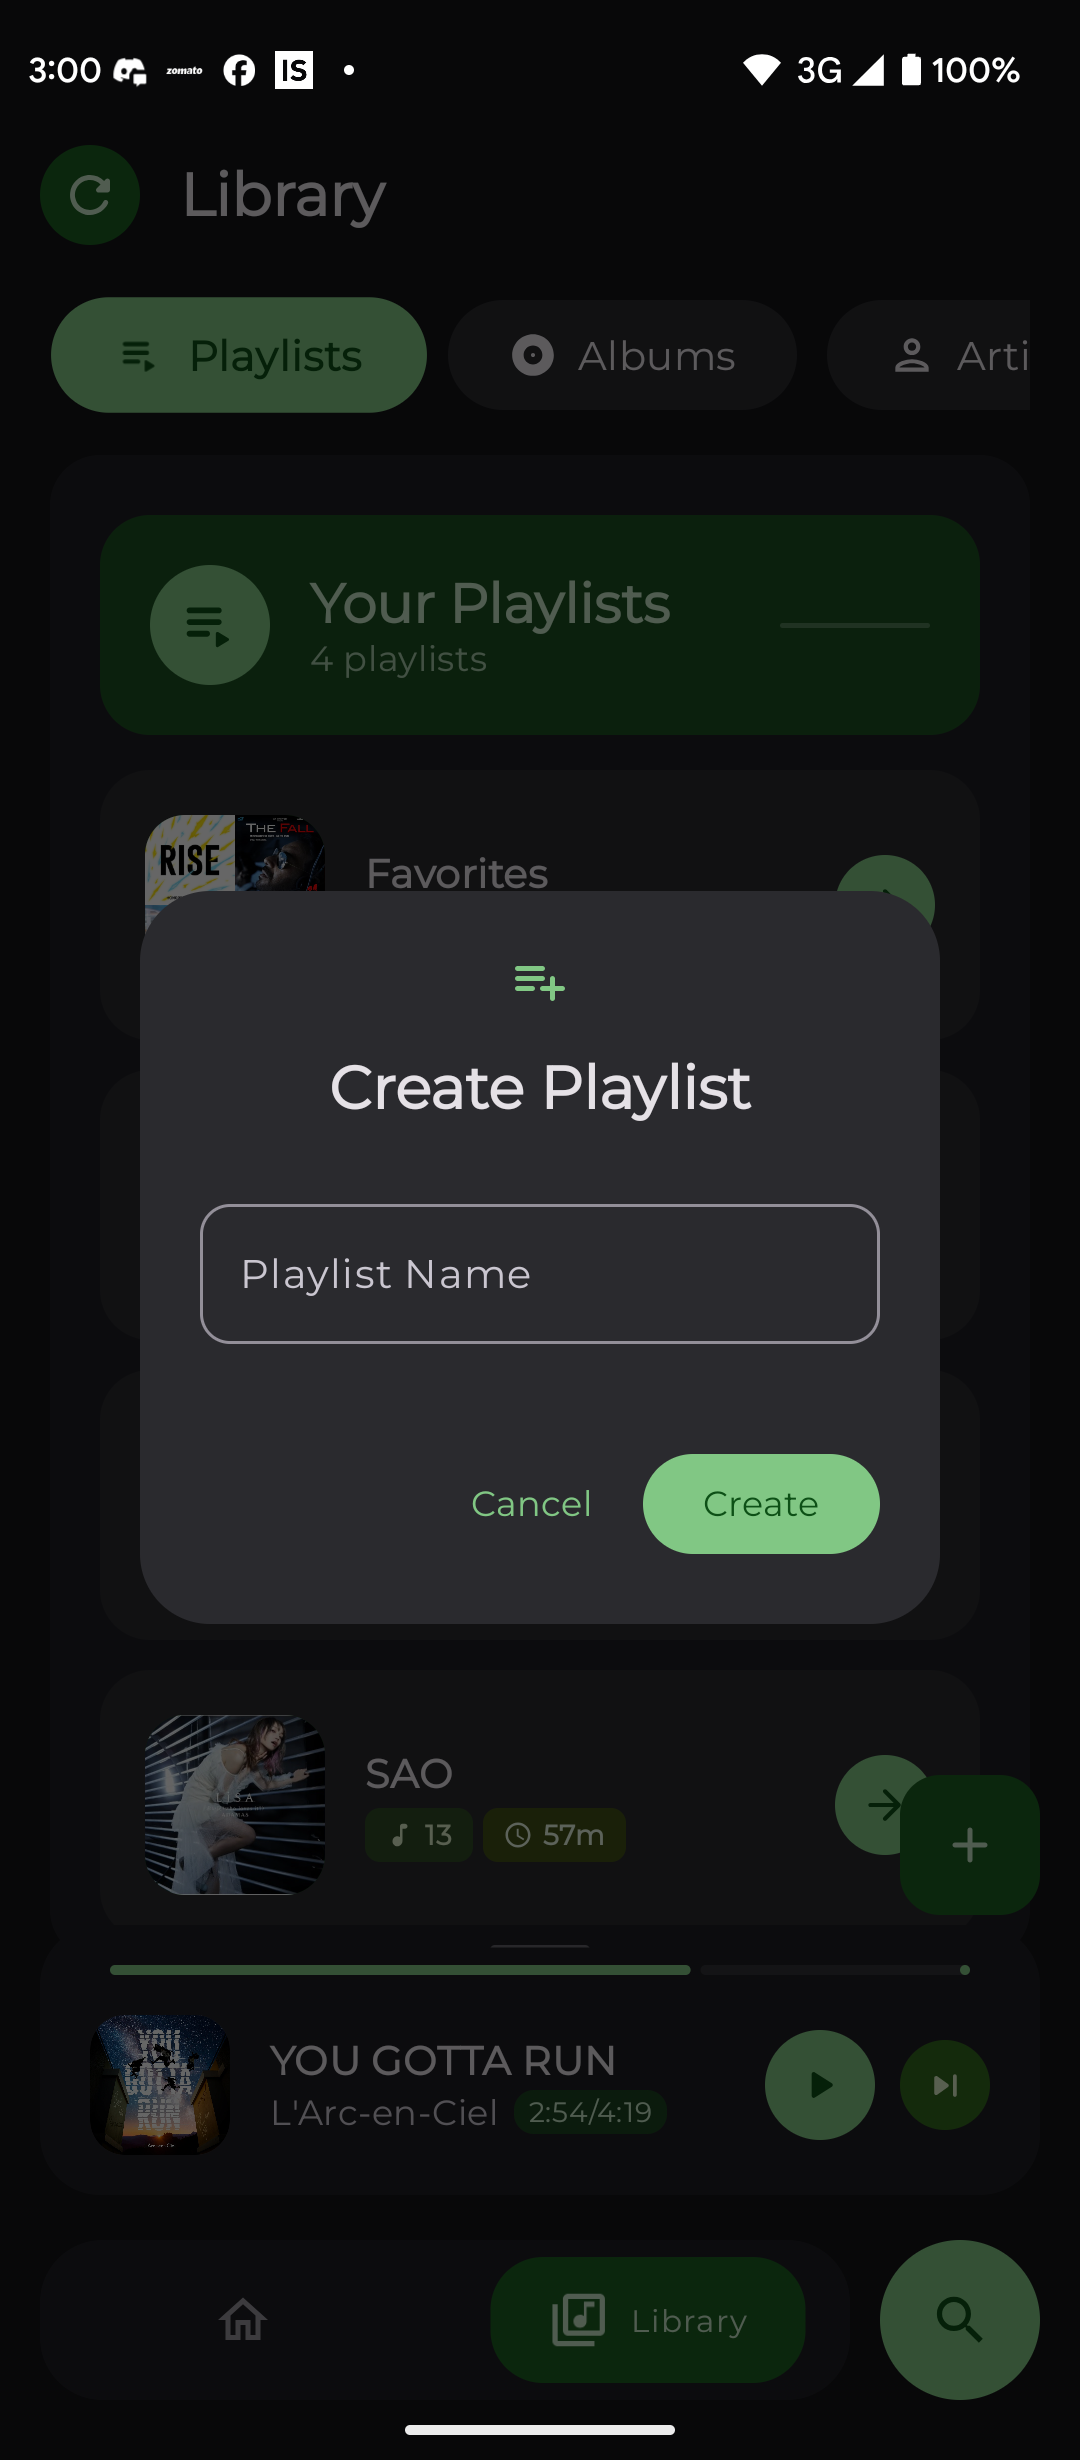 3:00 zomato IS 3G 100%
Library
Playlists Albums Arti
Your Playlists
4 playlists
RISE THE FALL
Favorites
Create Playlist
Playlist Name
Cancel Create
SAO
LiSA
13 57m
YOU GOTTA RUN
L'Arc-en-Ciel 2:54/4:19
Library